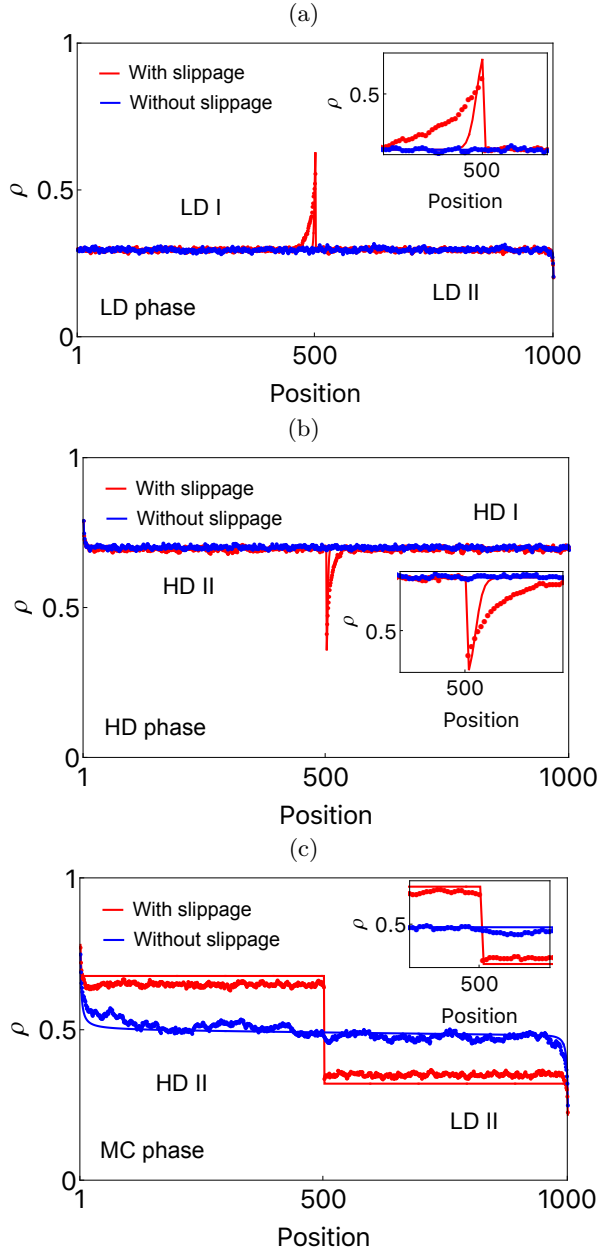 (a)
1
With slippage
Without slippage
ρ
0.5
500
Position
ρ
0.5
LD I
LD II
LD phase
0
1
500
1000
Position
(b)
1
With slippage
Without slippage
HD I
HD II
ρ
0.5
ρ
0.5
500
Position
HD phase
0
1
500
1000
Position
(c)
1
With slippage
Without slippage
ρ
0.5
500
Position
ρ
0.5
HD II
LD II
MC phase
0
1
500
1000
Position